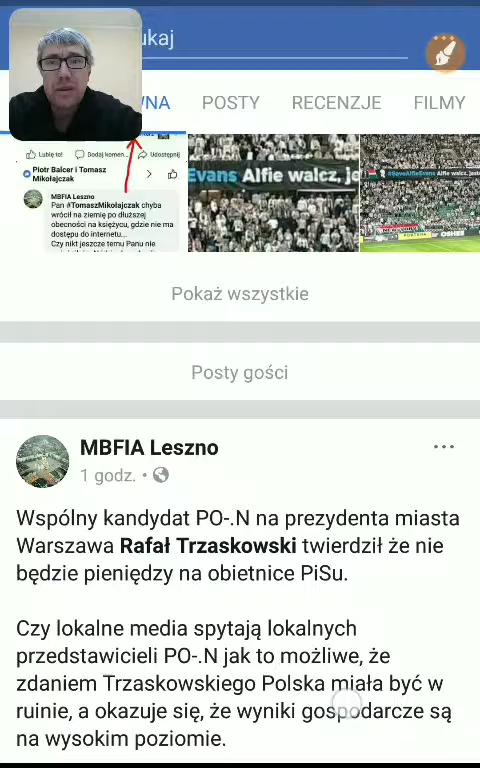 ukaj
WNA POSTY RECENZJE FILMY
Lubię to! Dodaj komen... Udostępnij
Piotr Balcer i Tomasz
Mikołajczak
MBFIA Leszno
Pan #TomaszMikołajczak chyba
wrócił na ziemię po dłuższej
obecności na księżycu, gdzie nie ma
dostępu do internetu...
Czy nikt jeszcze temu Panu nie
Evans Alfie walcz, je
#SaveAlfieEvans Alfie walcz, jest
FORTUNA OSHEE
Pokaż wszystkie
Posty gości
MBFIA Leszno
1 godz.
Wspólny kandydat PO-.N na prezydenta miasta
Warszawa Rafał Trzaskowski twierdził że nie
będzie pieniędzy na obietnice PiSu.
Czy lokalne media spytają lokalnych
przedstawicieli PO-.N jak to możliwe, że
zdaniem Trzaskowskiego Polska miała być w
ruinie, a okazuje się, że wyniki gospodarcze są
na wysokim poziomie.